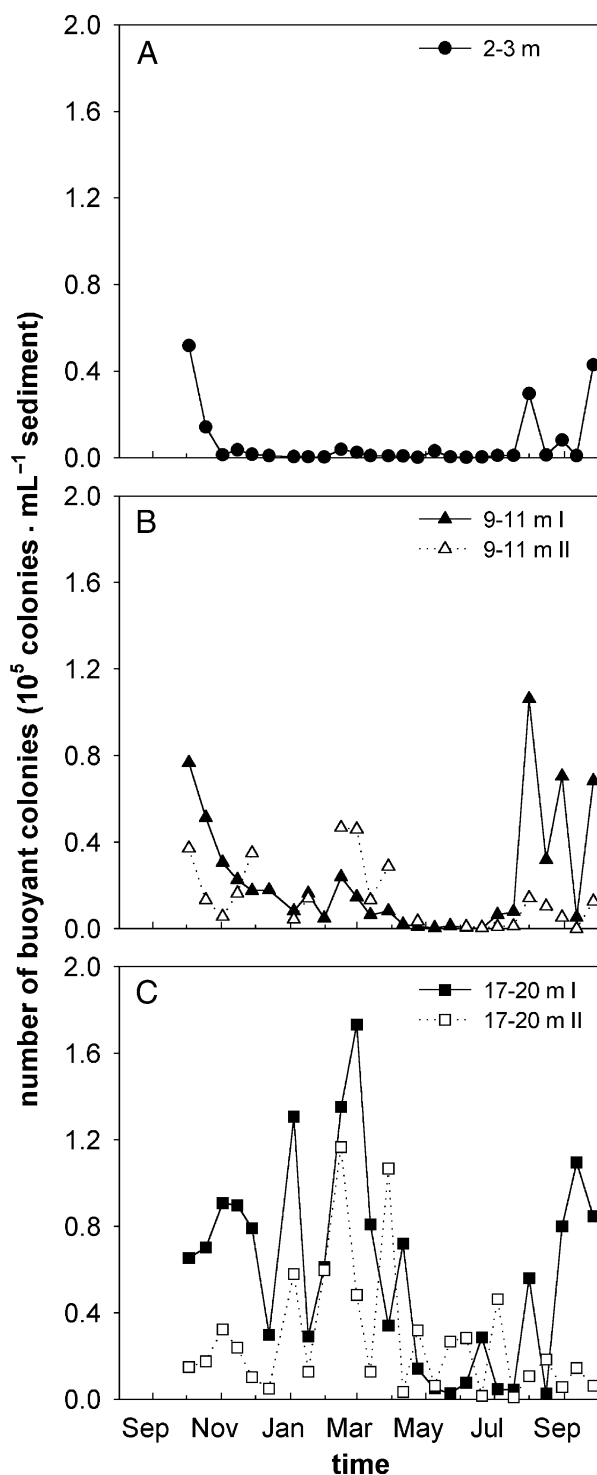 number of buoyant colonies (10⁵ colonies · mL⁻¹ sediment)
A
2-3 m
2.0
1.6
1.2
0.8
0.4
0.0
B
9-11 m I
9-11 m II
2.0
1.6
1.2
0.8
0.4
0.0
C
17-20 m I
17-20 m II
2.0
1.6
1.2
0.8
0.4
0.0
Sep Nov Jan Mar May Jul Sep
time